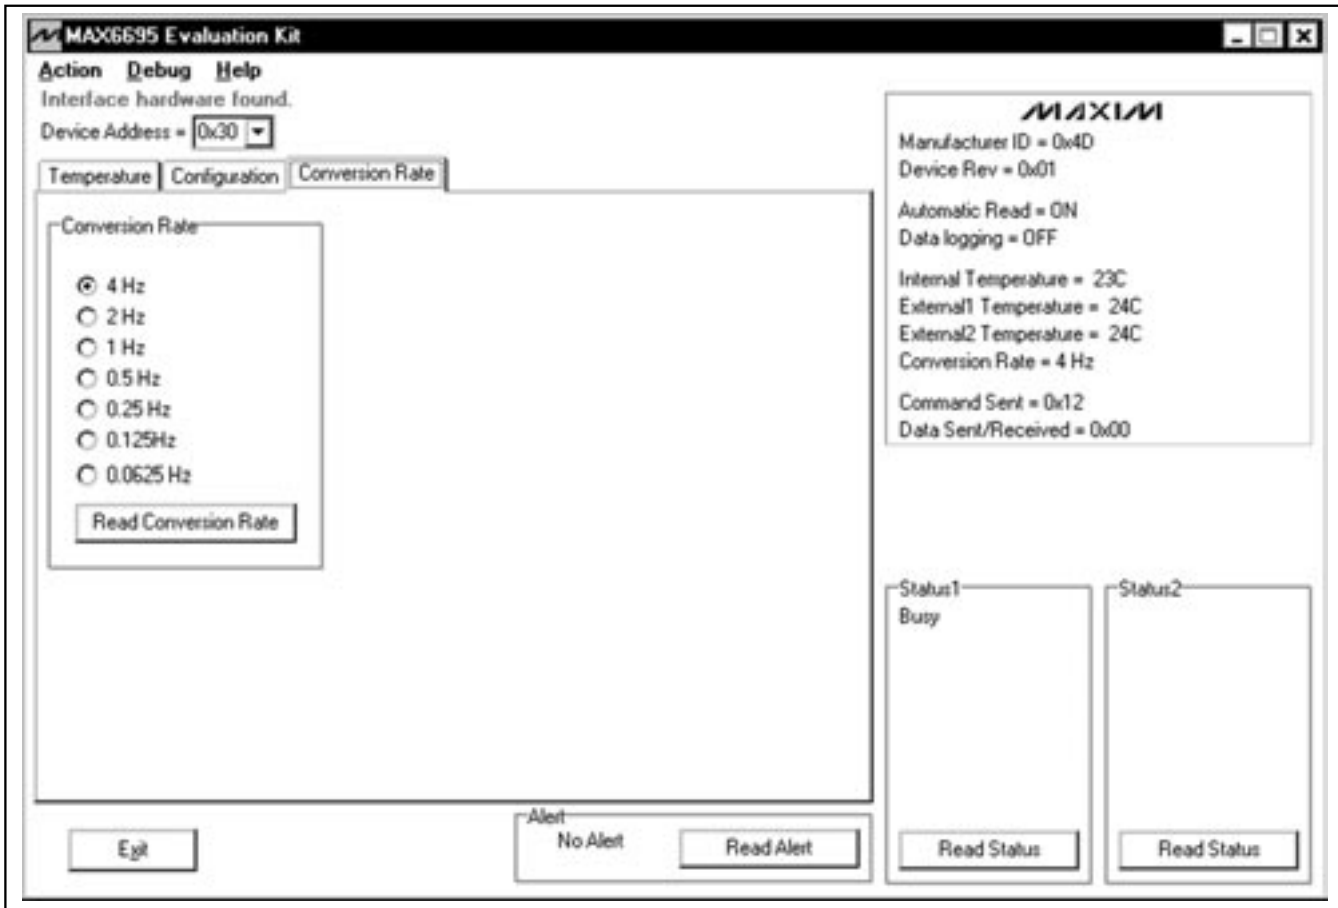 MAX6695 Evaluation Kit
Action Debug Help
Interface hardware found.
Device Address = 0x30
Temperature Configuration Conversion Rate
Conversion Rate
4 Hz
2 Hz
1 Hz
0.5 Hz
0.25 Hz
0.125Hz
0.0625 Hz
Read Conversion Rate
MAXIM
Manufacturer ID = 0x4D
Device Rev = 0x01
Automatic Read = ON
Data logging = OFF
Internal Temperature = 23C
External1 Temperature = 24C
External2 Temperature = 24C
Conversion Rate = 4 Hz
Command Sent = 0x12
Data Sent/Received = 0x00
Status1
Busy
Read Status
Status2
Read Status
Alert
No Alert
Read Alert
Exit